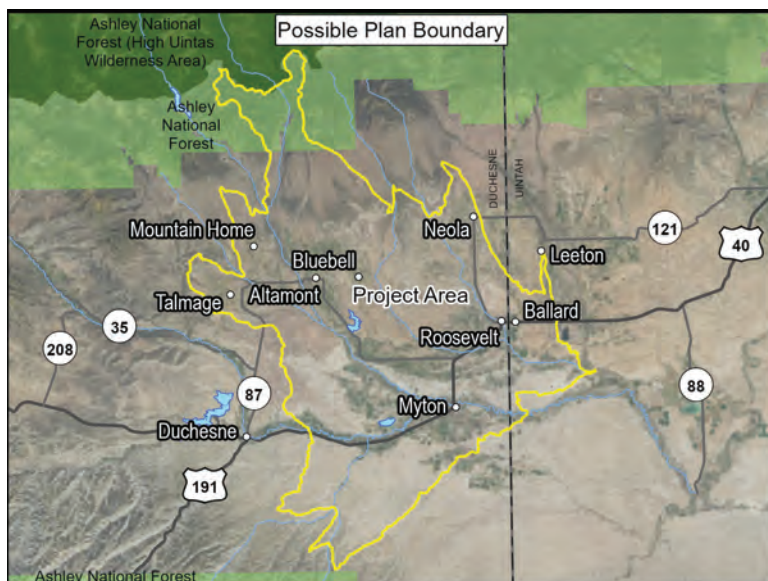 Possible Plan Boundary
Ashley National
Forest (High Uintas
Wilderness Area)
Ashley
National
Forest
DUCHESNE
UINTAH
Mountain Home
Neola
121
40
Leeton
Bluebell
Talmage
Altamont
Project Area
Roosevelt
Ballard
35
208
87
88
Myton
Duchesne
191
Ashley National Forest